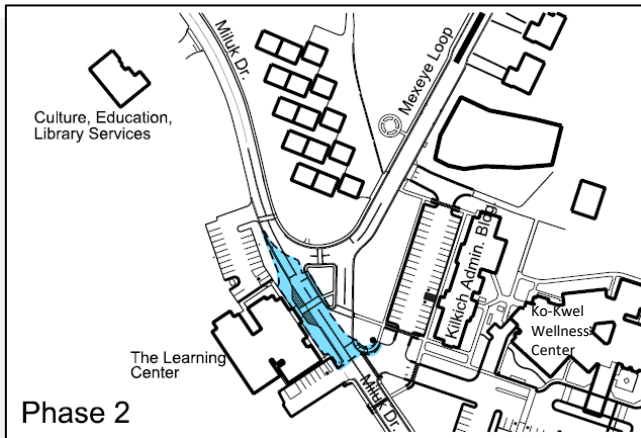 Miluk Dr.
Mexeye Loop
Culture, Education,
Library Services
Kilkich Admin. Bldg.
Ko-Kwel
Wellness
Center
The Learning
Center
Miluk Dr.
Phase 2